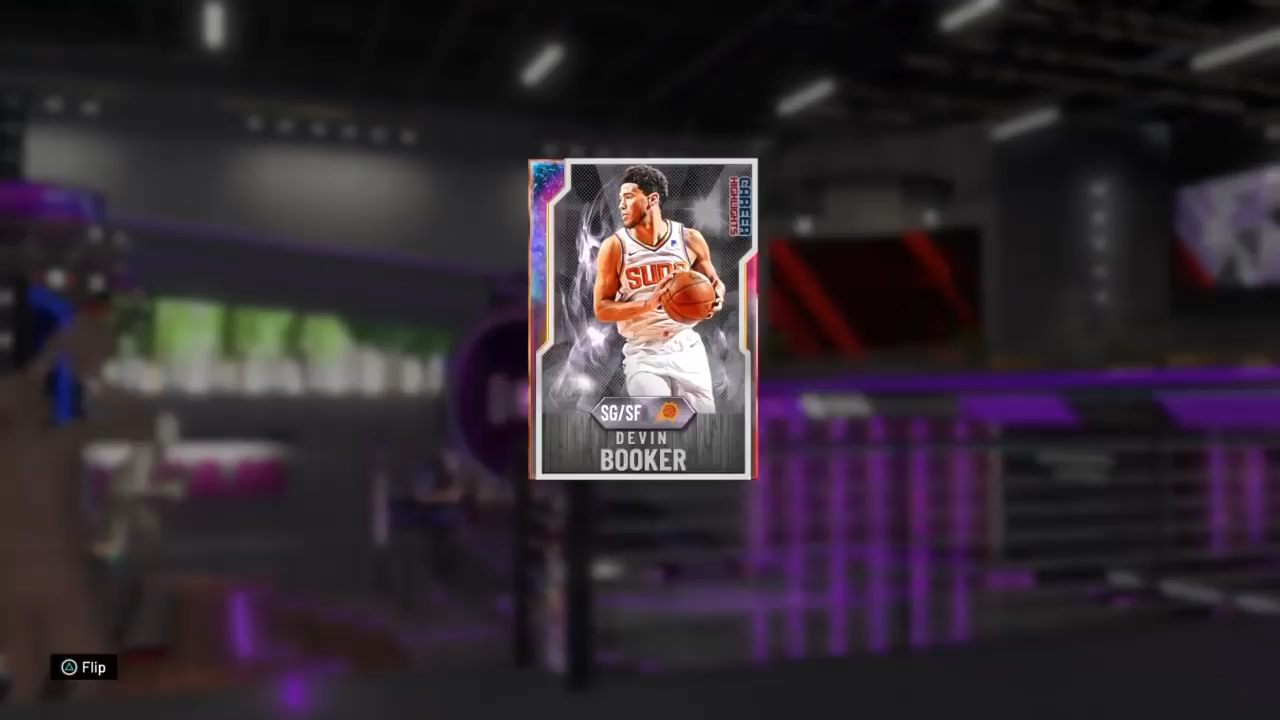 CAREER
HIGHLIGHTS
SUNS
SG/SF
DEVIN
BOOKER
Flip